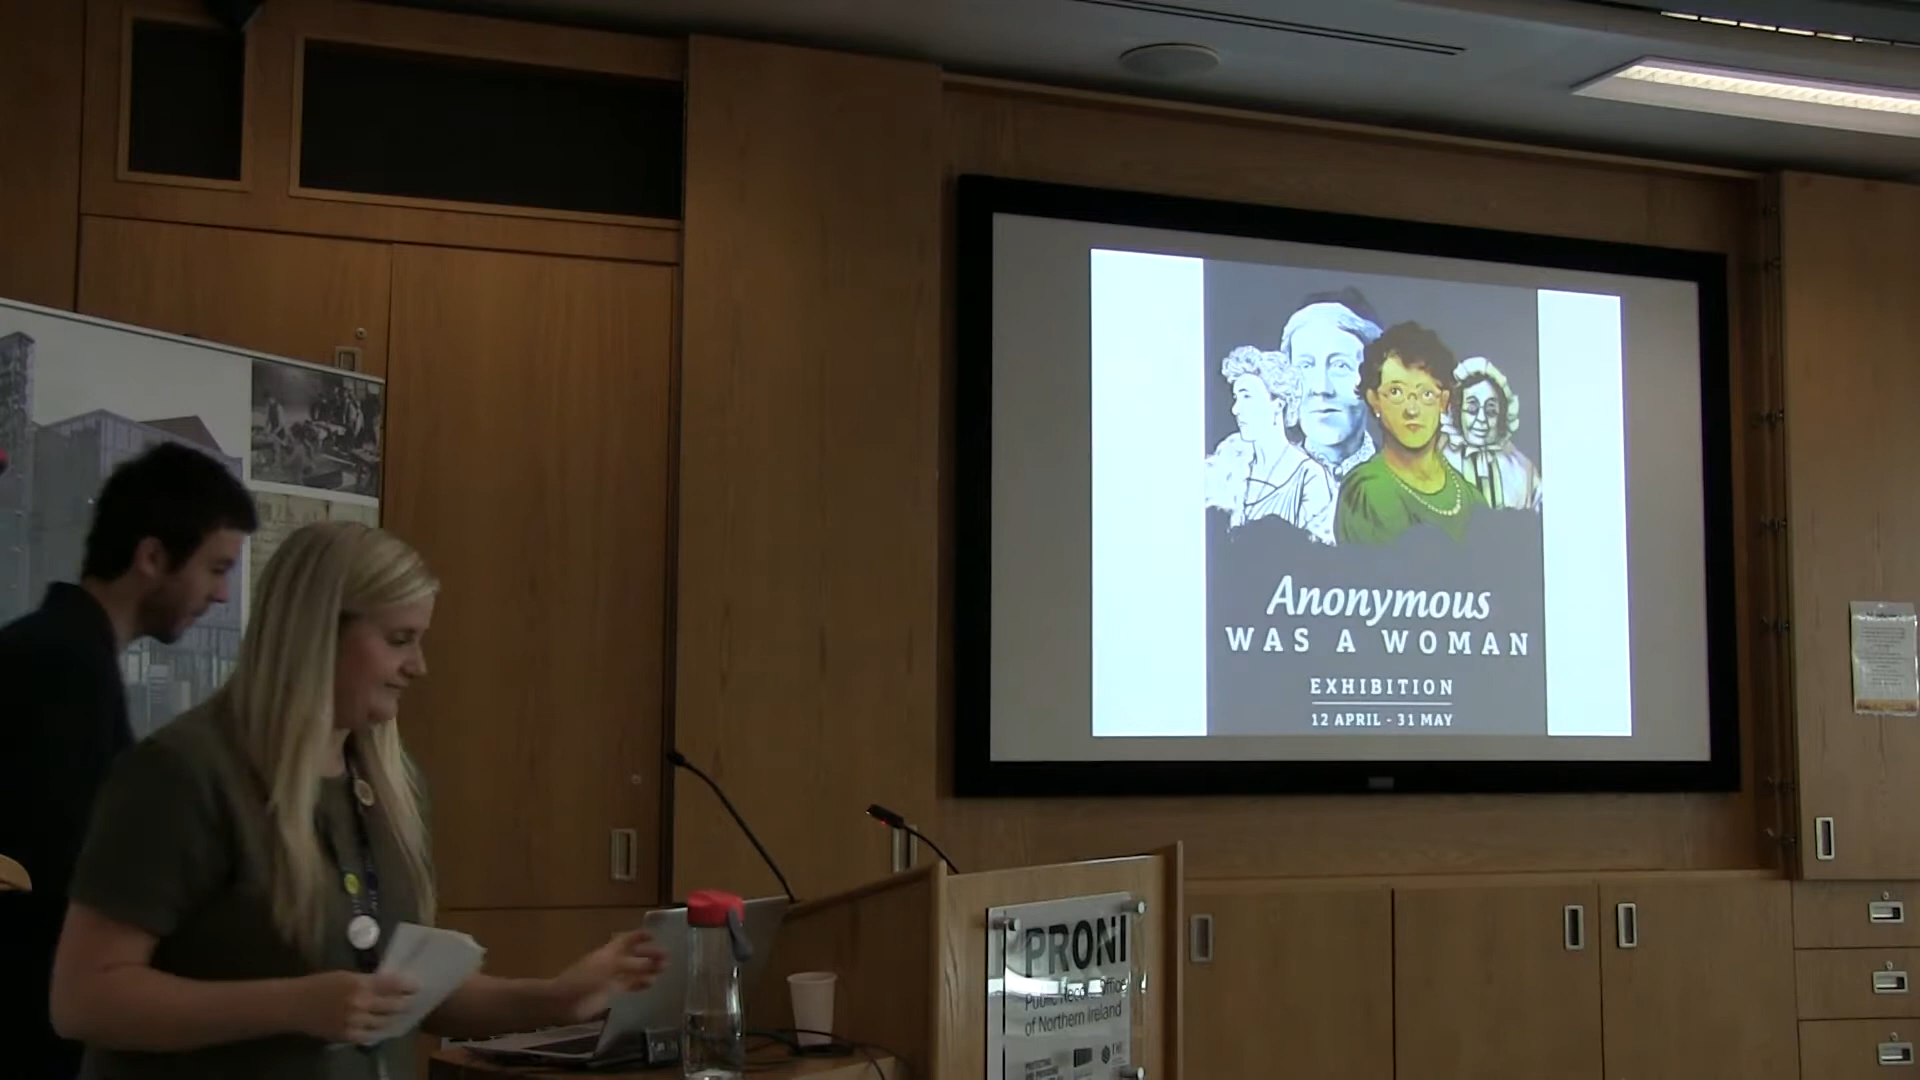 Anonymous
WAS A WOMAN
EXHIBITION
12 APRIL - 31 MAY
PRONI
Public Record Office
of Northern Ireland